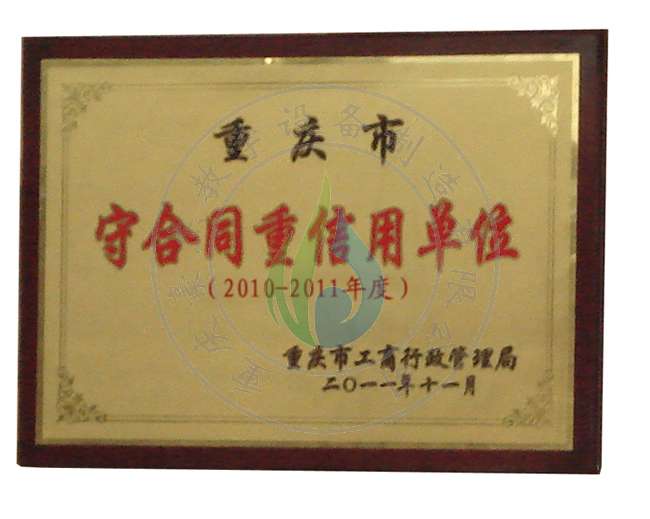 重庆市
守合同重信用单位
(2010-2011年度)
重庆市工商行政管理局
二〇一一年十一月